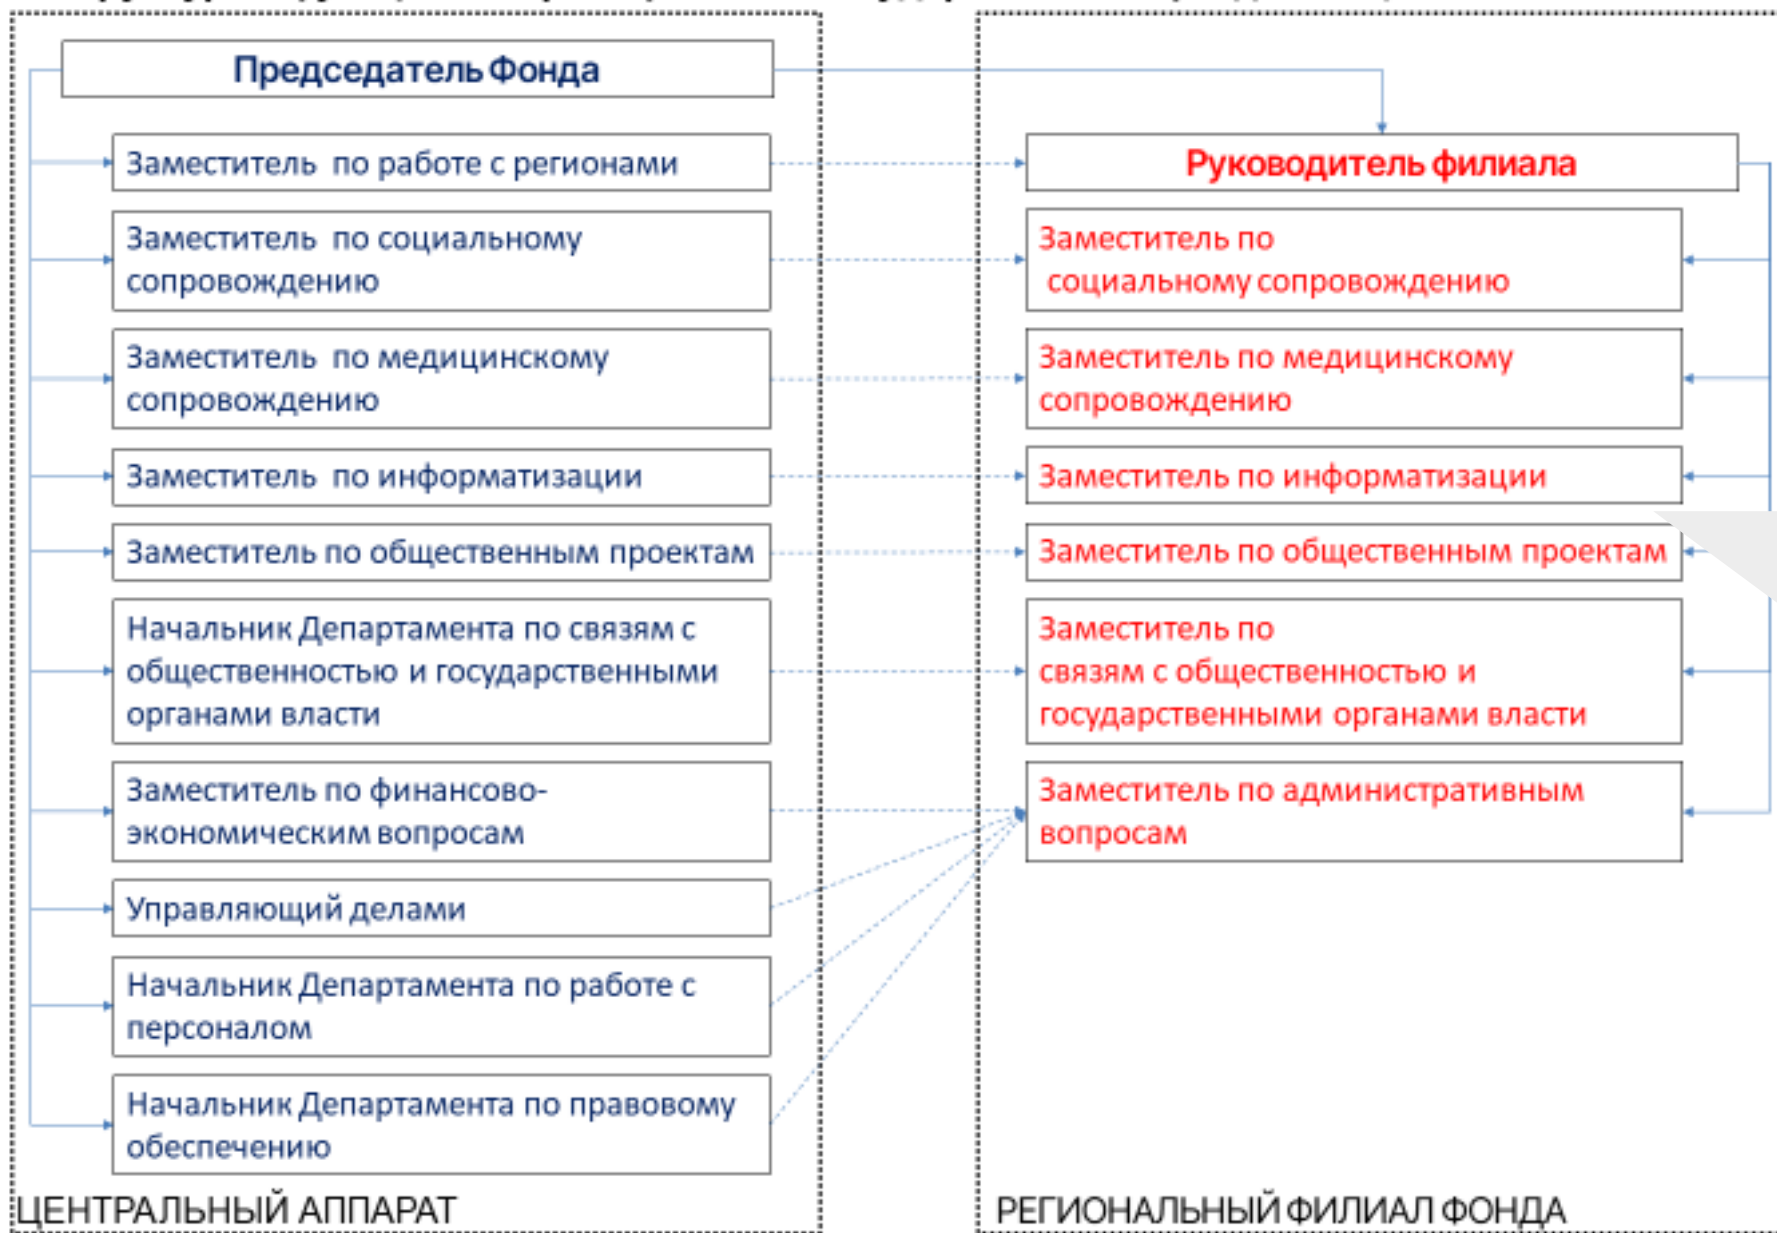 Председатель Фонда
Заместитель по работе с регионами
Заместитель по социальному
сопровождению
Заместитель по медицинскому
сопровождению
Заместитель по информатизации
Заместитель по общественным проектам
Начальник Департамента по связям с
общественностью и государственными
органами власти
Заместитель по финансово-
экономическим вопросам
Управляющий делами
Начальник Департамента по работе с
персоналом
Начальник Департамента по правовому
обеспечению
ЦЕНТРАЛЬНЫЙ АППАРАТ
Руководитель филиала
Заместитель по
социальному сопровождению
Заместитель по медицинскому
сопровождению
Заместитель по информатизации
Заместитель по общественным проектам
Заместитель по
связям с общественностью и
государственными органами власти
Заместитель по административным
вопросам
РЕГИОНАЛЬНЫЙ ФИЛИАЛ ФОНДА